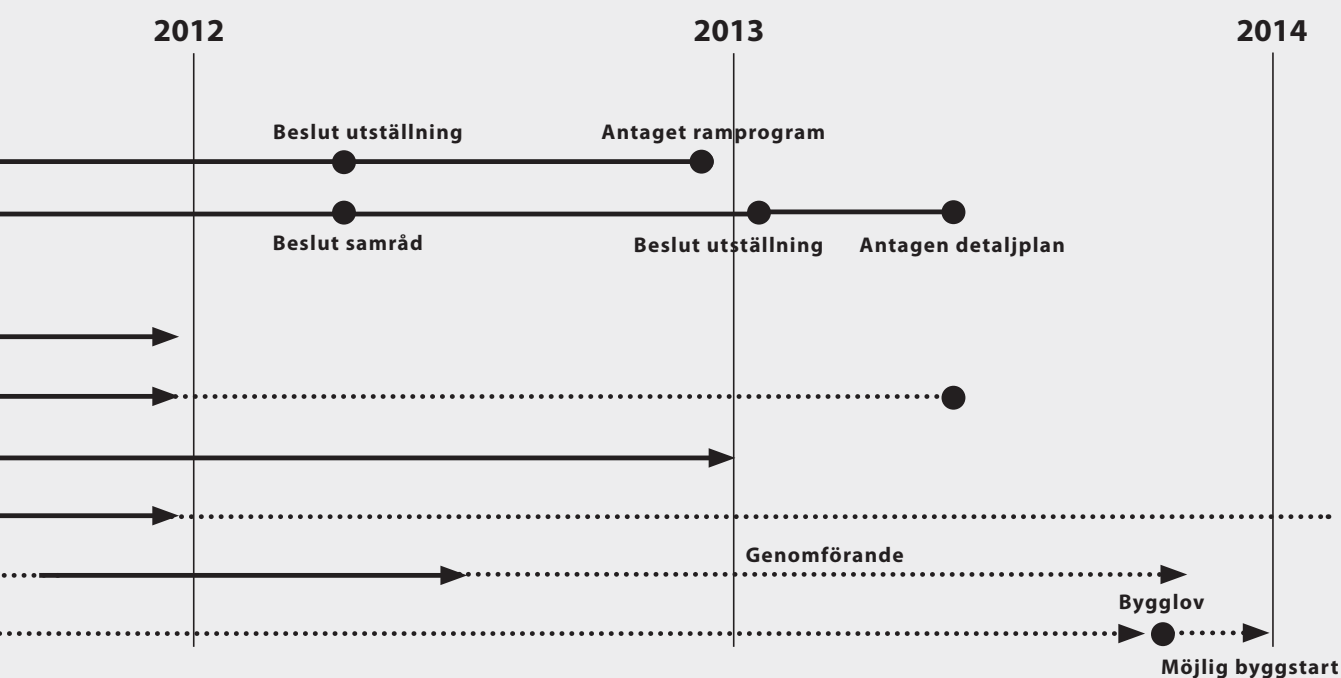 2012
2013
2014
Beslut utställning
Antaget ramprogram
Beslut samråd
Beslut utställning
Antagen detaljplan
Genomförande
Bygglov
Möjlig byggstart